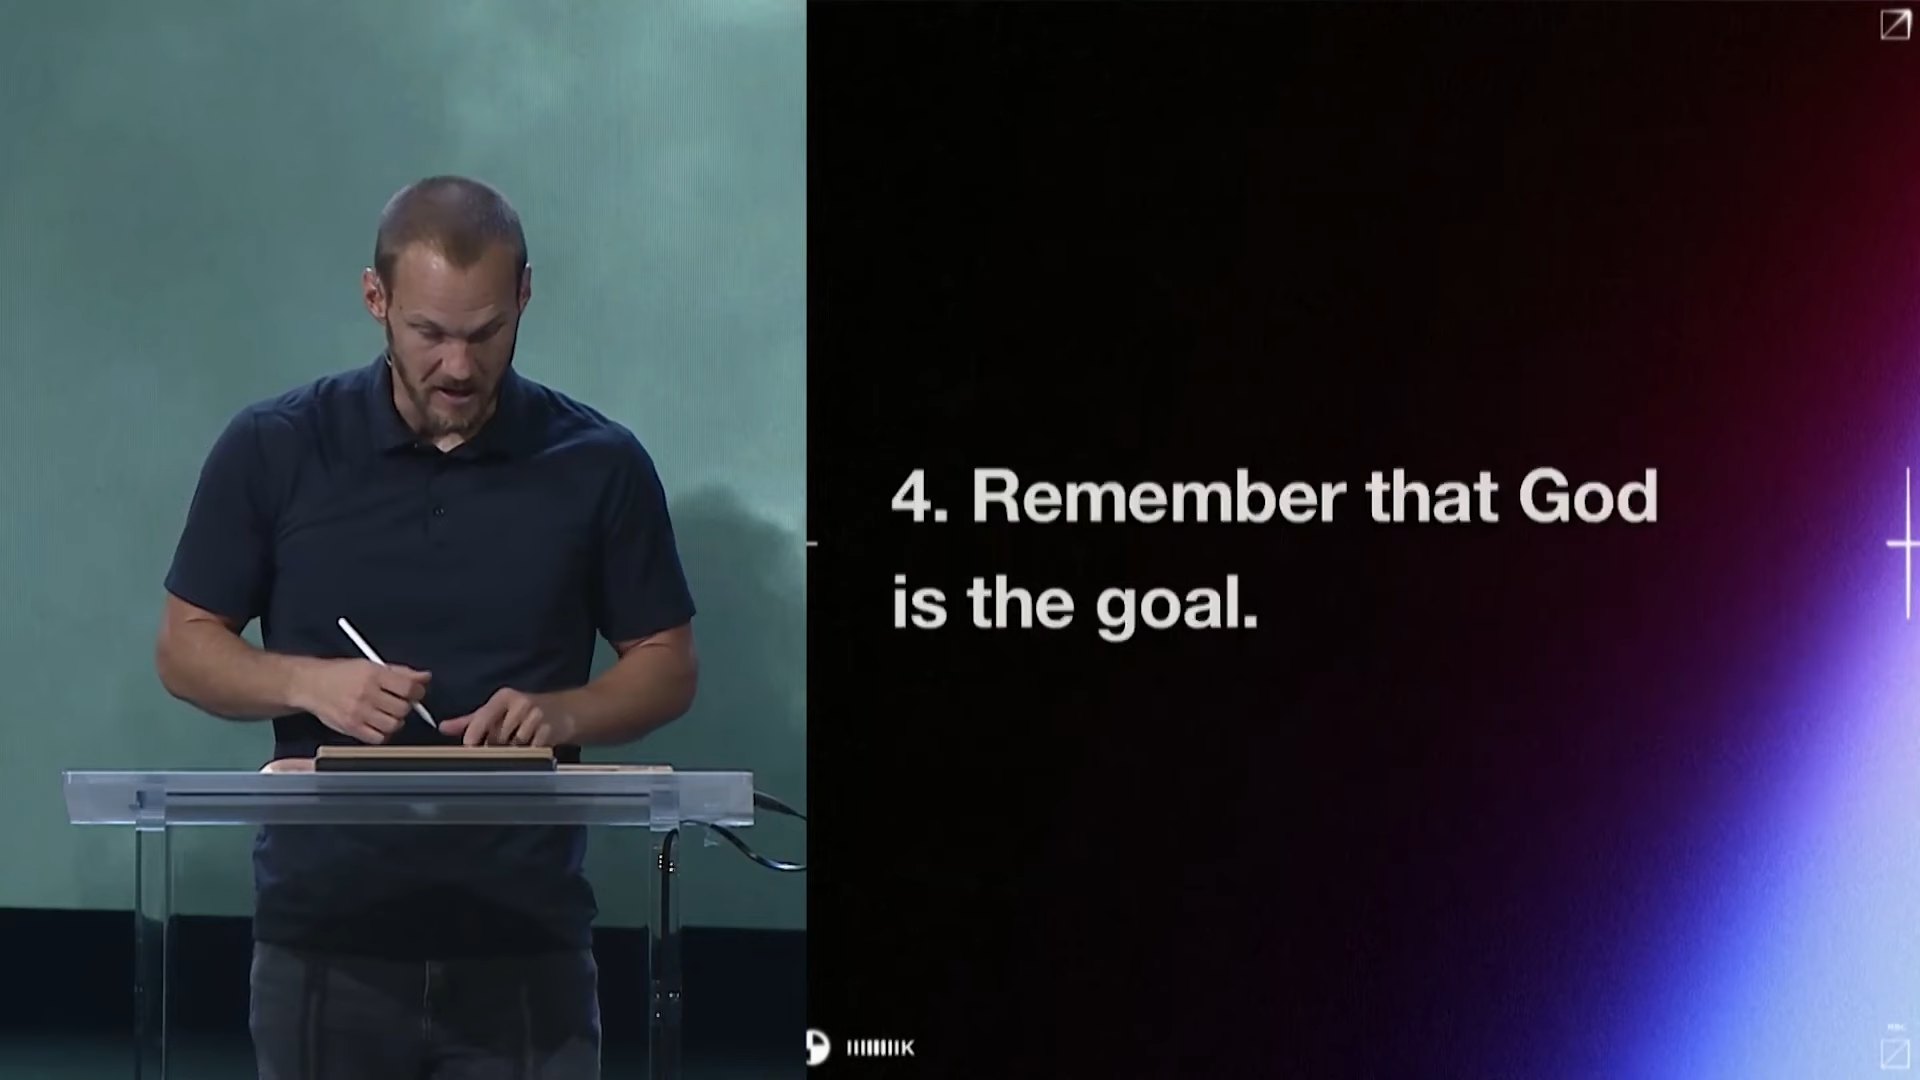 4. Remember that God
is the goal.
K